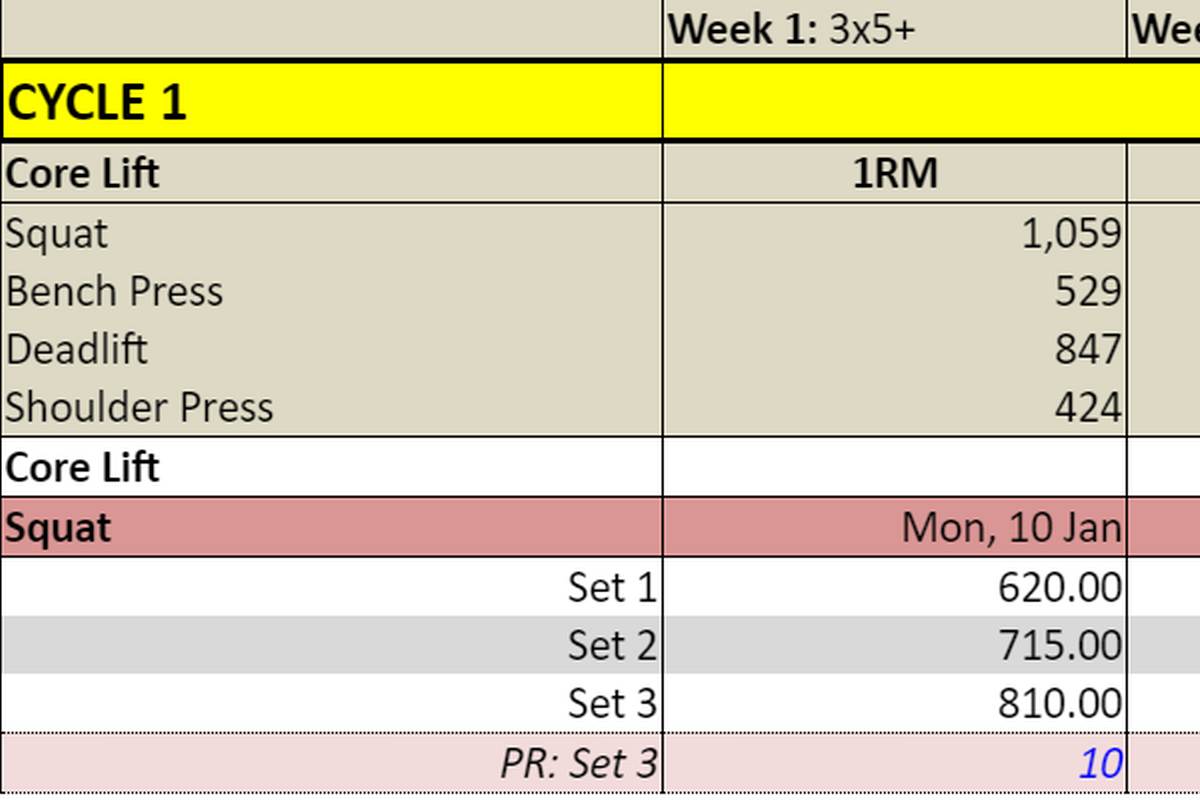 Week 1: 3x5+
CYCLE 1
Core Lift 1RM
Squat 1,059
Bench Press 529
Deadlift 847
Shoulder Press 424
Core Lift
Squat Mon, 10 Jan
Set 1 620.00
Set 2 715.00
Set 3 810.00
PR: Set 3 10